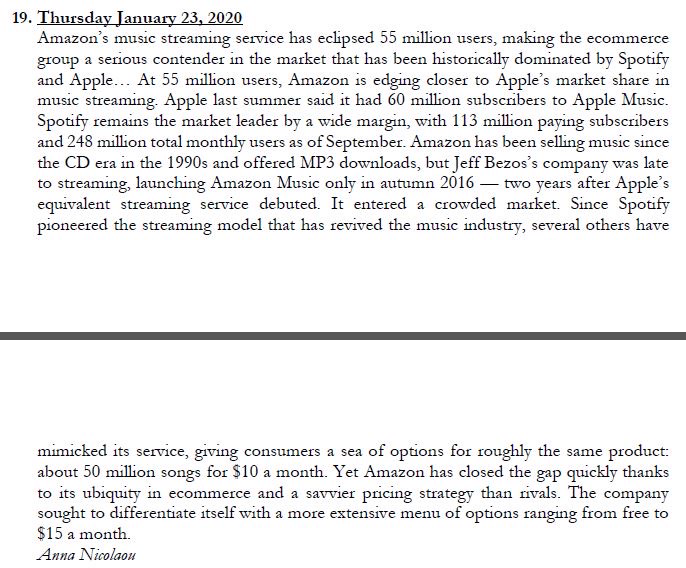 19. Thursday January 23, 2020
Amazon’s music streaming service has eclipsed 55 million users, making the ecommerce
group a serious contender in the market that has been historically dominated by Spotify
and Apple… At 55 million users, Amazon is edging closer to Apple’s market share in
music streaming. Apple last summer said it had 60 million subscribers to Apple Music.
Spotify remains the market leader by a wide margin, with 113 million paying subscribers
and 248 million total monthly users as of September. Amazon has been selling music since
the CD era in the 1990s and offered MP3 downloads, but Jeff Bezos’s company was late
to streaming, launching Amazon Music only in autumn 2016 — two years after Apple’s
equivalent streaming service debuted. It entered a crowded market. Since Spotify
pioneered the streaming model that has revived the music industry, several others have
mimicked its service, giving consumers a sea of options for roughly the same product:
about 50 million songs for $10 a month. Yet Amazon has closed the gap quickly thanks
to its ubiquity in ecommerce and a savvier pricing strategy than rivals. The company
sought to differentiate itself with a more extensive menu of options ranging from free to
$15 a month.
Anna Nicolaou